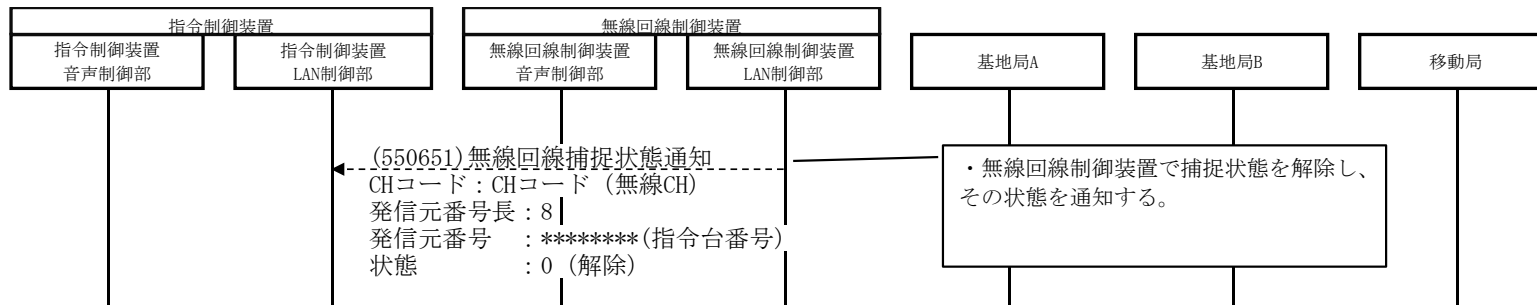 指令制御装置
無線回線制御装置
指令制御装置
音声制御部
指令制御装置
LAN制御部
無線回線制御装置
音声制御部
無線回線制御装置
LAN制御部
基地局A
基地局B
移動局
(550651)無線回線捕捉状態通知
CHコード：CHコード（無線CH）
発信元番号長：8
発信元番号　：********(指令台番号)
状態　　　　：0（解除）
・無線回線制御装置で捕捉状態を解除し、
その状態を通知する。